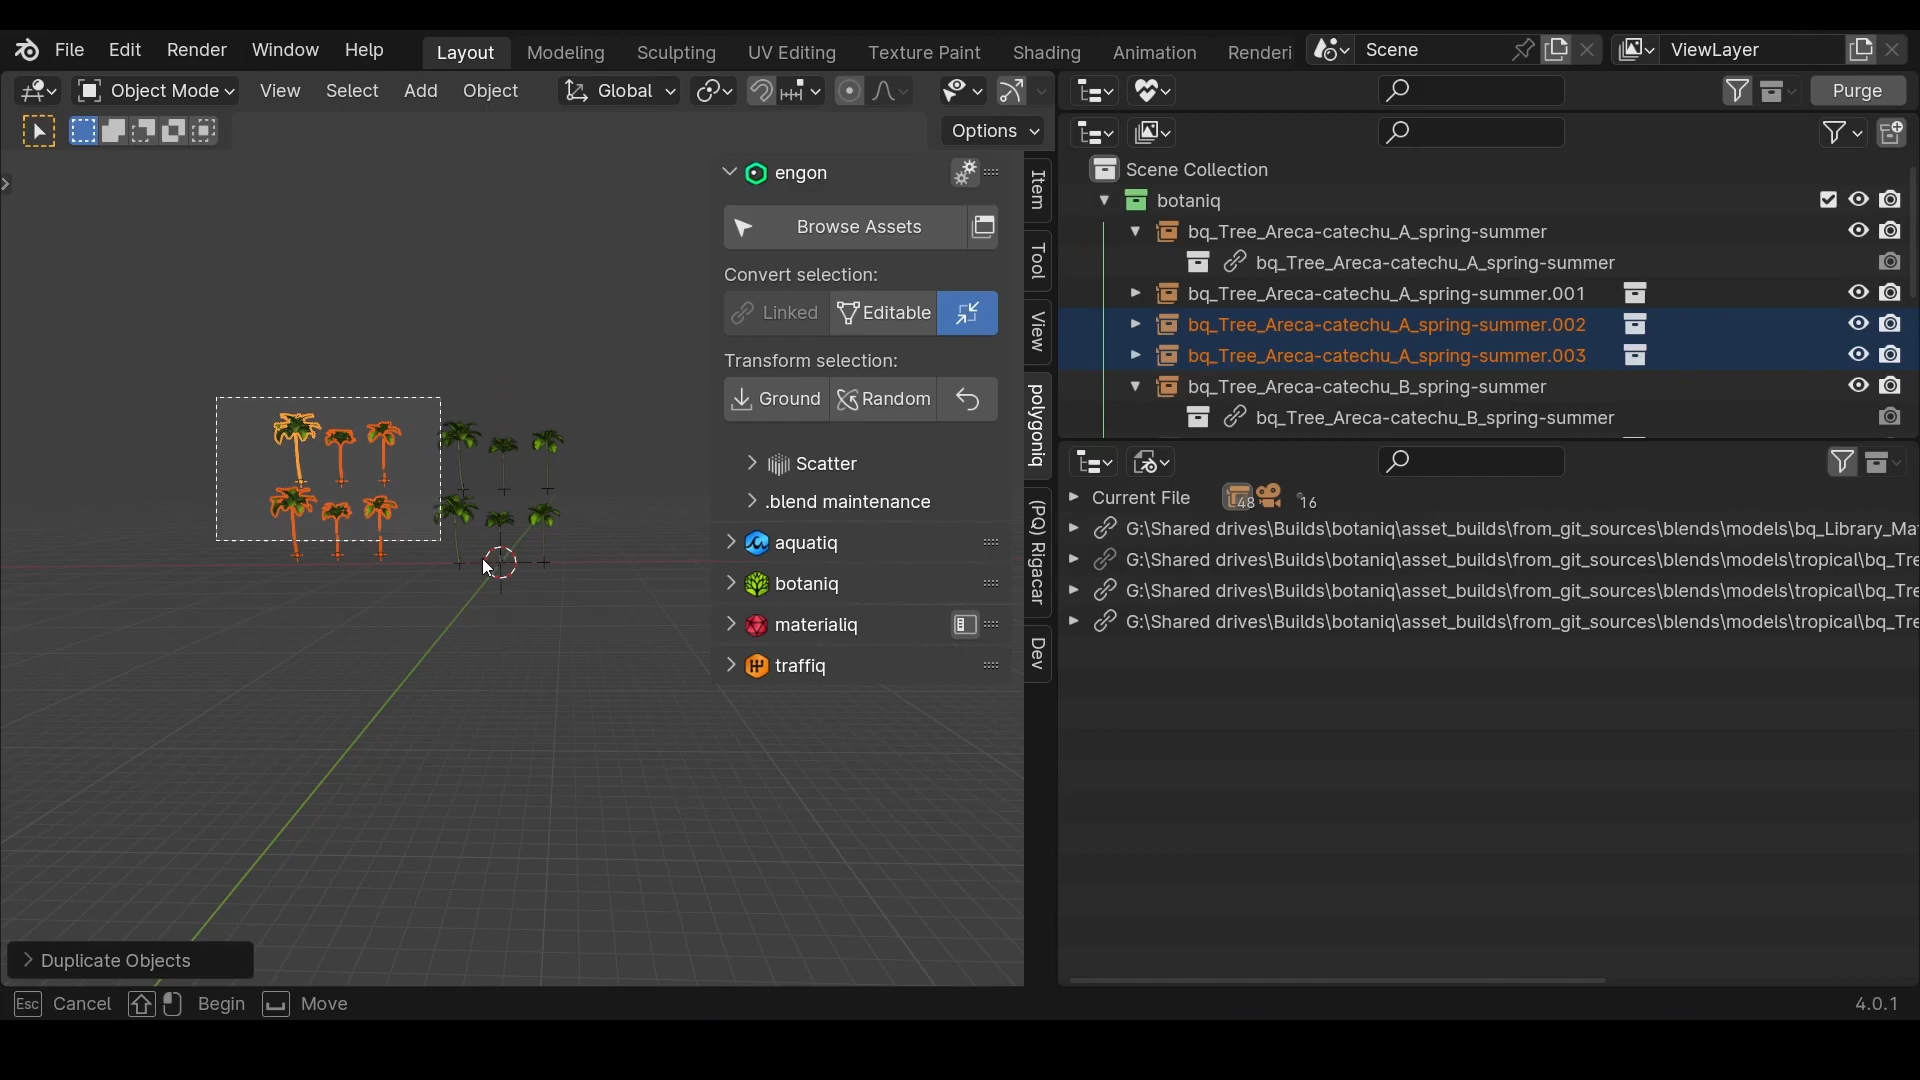 File Edit Render Window Help Layout Modeling Sculpting UV Editing Texture Paint Shading Animation Renderi Scene ViewLayer
Object Mode View Select Add Object Global Purge
Options
Scene Collection
engon
botaniq
Browse Assets
bq_Tree_Areca-catechu_A_spring-summer
bq_Tree_Areca-catechu_A_spring-summer
Convert selection:
bq_Tree_Areca-catechu_A_spring-summer.001
Linked Editable
bq_Tree_Areca-catechu_A_spring-summer.002
Transform selection:
bq_Tree_Areca-catechu_A_spring-summer.003
Ground Random
bq_Tree_Areca-catechu_B_spring-summer
bq_Tree_Areca-catechu_B_spring-summer
Scatter
.blend maintenance
aquatiq
botaniq
materialiq
traffiq
Item
Tool
View
polygoniq
(PQ) Rigacar
Dev
Current File 48 16
G:\Shared drives\Builds\botaniq\asset_builds\from_git_sources\blends\models\bq_Library_Ma
G:\Shared drives\Builds\botaniq\asset_builds\from_git_sources\blends\models\tropical\bq_Tre
G:\Shared drives\Builds\botaniq\asset_builds\from_git_sources\blends\models\tropical\bq_Tre
G:\Shared drives\Builds\botaniq\asset_builds\from_git_sources\blends\models\tropical\bq_Tre
Duplicate Objects
Esc Cancel Begin Move 4.0.1